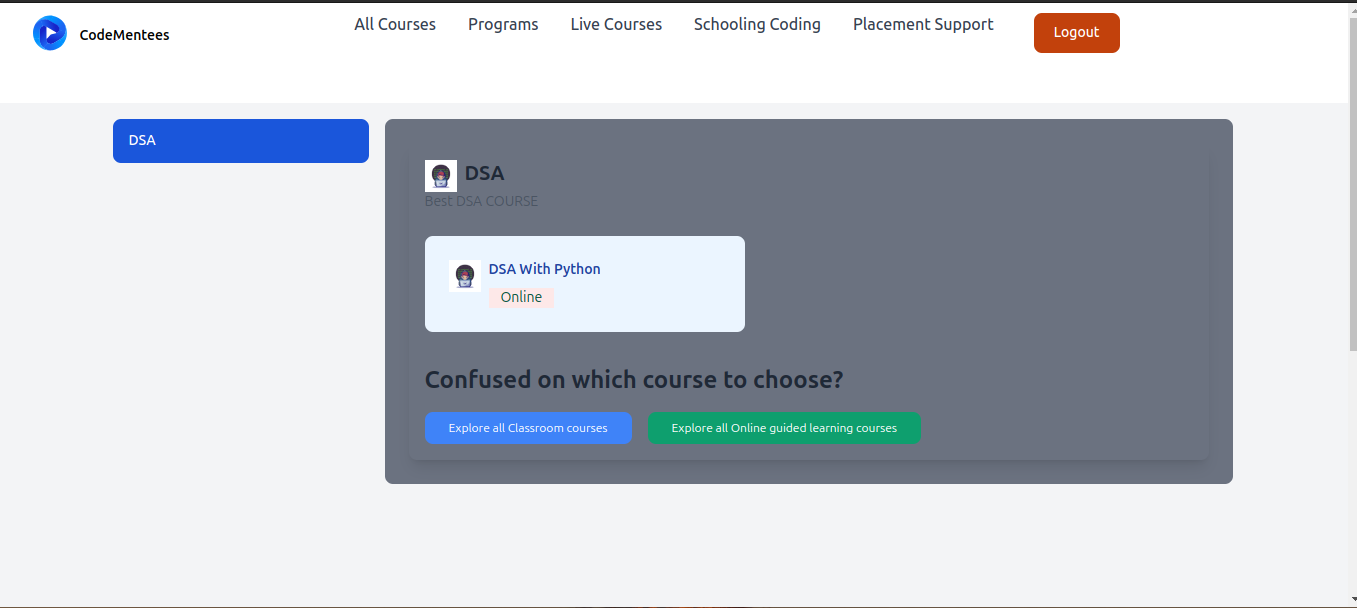 CodeMentees
All Courses
Programs
Live Courses
Schooling Coding
Placement Support
Logout
DSA
DSA
Best DSA COURSE
DSA With Python
Online
Confused on which course to choose?
Explore all Classroom courses
Explore all Online guided learning courses